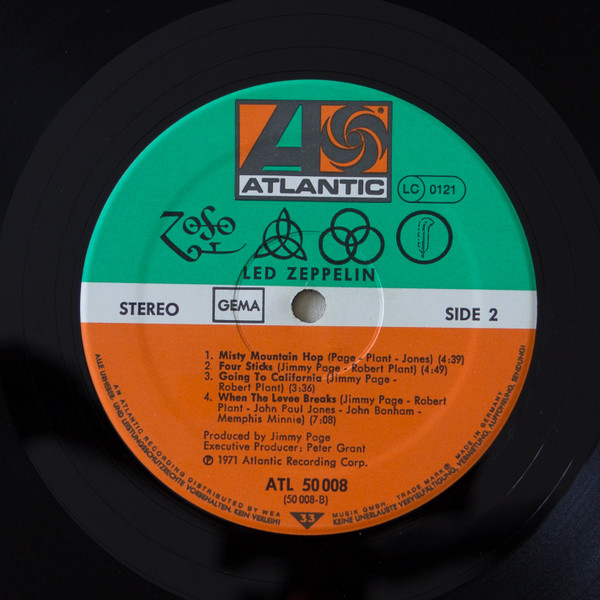 ATLANTIC
®
LC 0121
LED ZEPPELIN
STEREO
GEMA
SIDE 2
1. Misty Mountain Hop (Page - Plant - Jones) (4:39)
2. Four Sticks (Jimmy Page - Robert Plant) (4:49)
3. Going To California (Jimmy Page -
Robert Plant) (3:36)
4. When The Levee Breaks (Jimmy Page - Robert
Plant - John Paul Jones - John Bonham -
Memphis Minnie) (7:08)
Produced by Jimmy Page
Executive Producer: Peter Grant
℗ 1971 Atlantic Recording Corp.
ATL 50 008
(50 008-B)
33
AN ATLANTIC RECORDING DISTRIBUTED BY WEA MUSIK GMBH TRADE MARK® MADE IN GERMANY
ALLE URHEBER- UND LEISTUNGSSCHUTZRECHTE VORBEHALTEN. KEIN VERLEIH! KEINE UNERLAUBTE VERVIELFÄLTIGUNG, VERMIETUNG, AUFFÜHRUNG, SENDUNG!